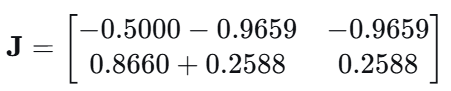 J = [ −0.5000 − 0.9659 −0.9659
0.8660 + 0.2588 0.2588 ]